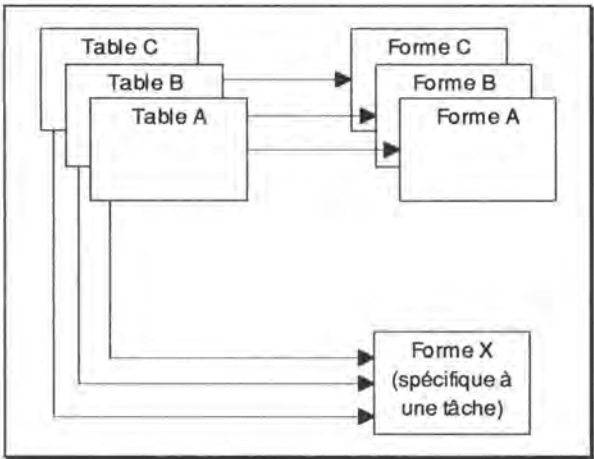 Table C
Forme C
Table B
Forme B
Table A
Forme A
Forme X
(spécifique à
une tâche)